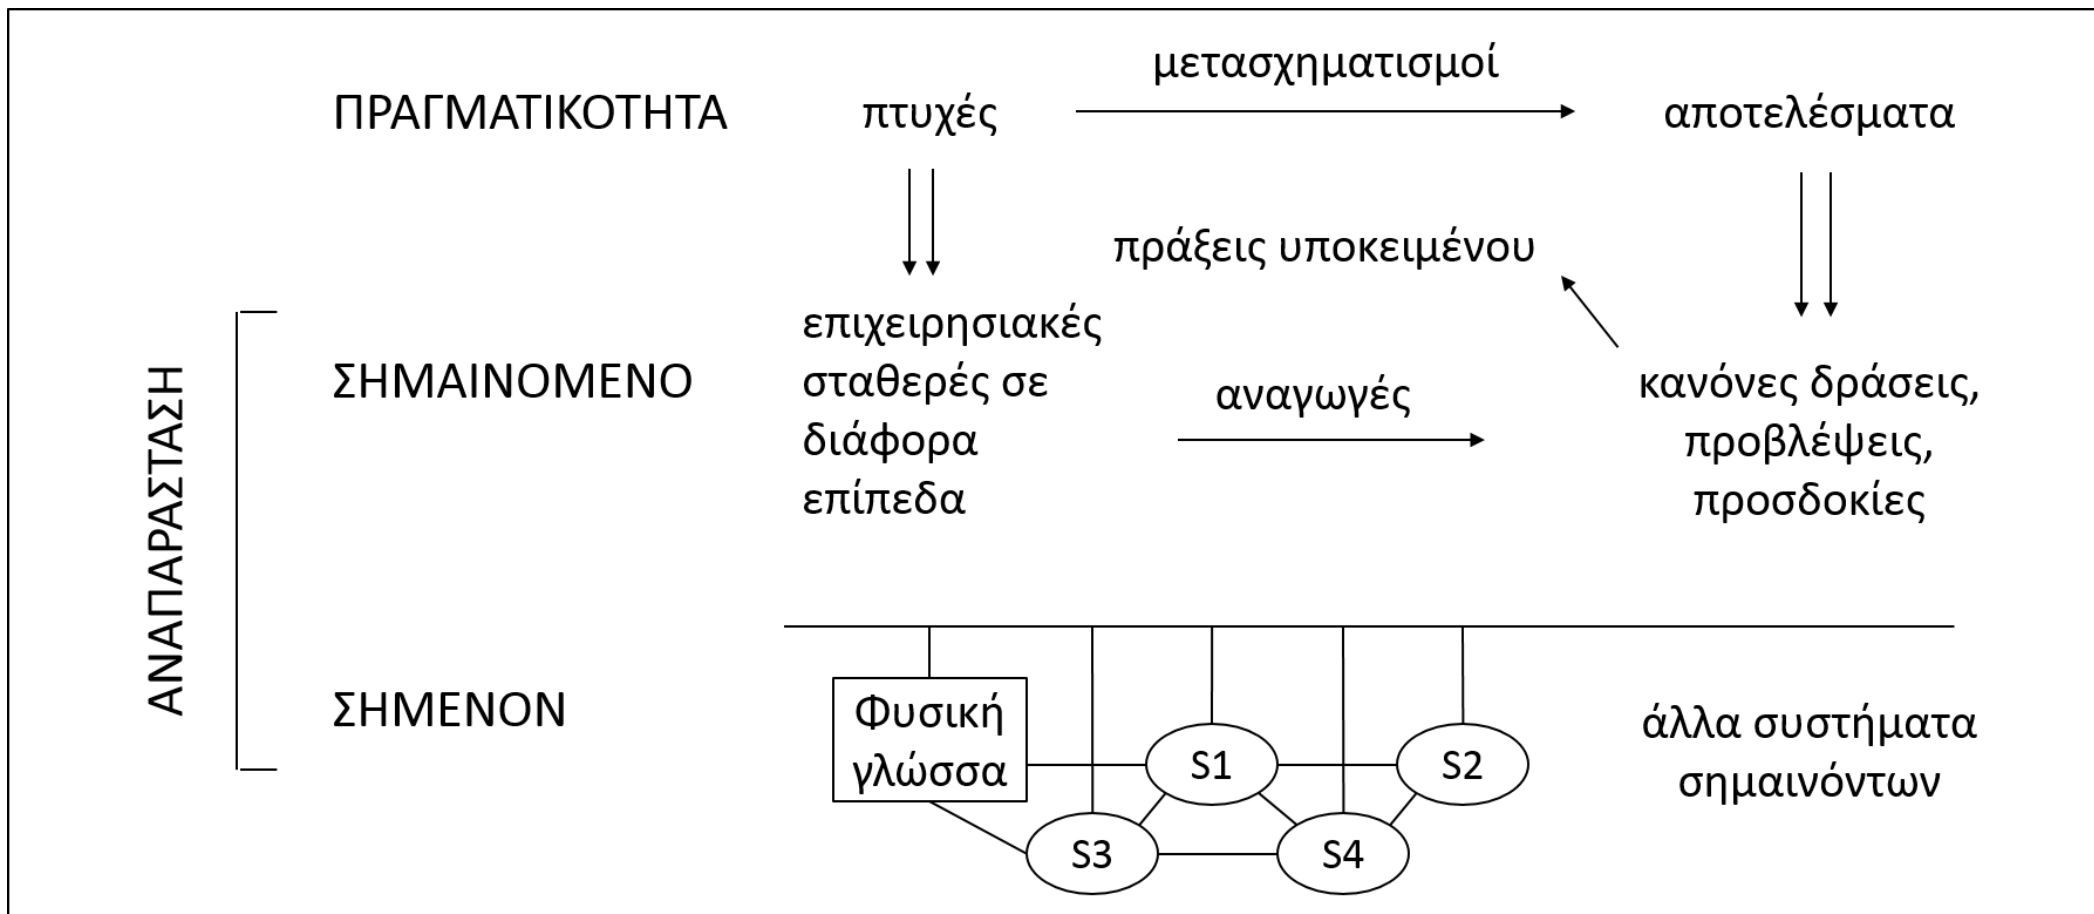 μετασχηματισμοί
ΠΡΑΓΜΑΤΙΚΟΤΗΤΑ
πτυχές
αποτελέσματα
πράξεις υποκειμένου
ΑΝΑΠΑΡΑΣΤΑΣΗ
ΣΗΜΑΙΝΟΜΕΝΟ
επιχειρησιακές
σταθερές σε
διάφορα
επίπεδα
αναγωγές
κανόνες δράσεις,
προβλέψεις,
προσδοκίες
ΣΗΜΕΝΟΝ
Φυσική
γλώσσα
S1
S2
S3
S4
άλλα συστήματα
σημαινόντων